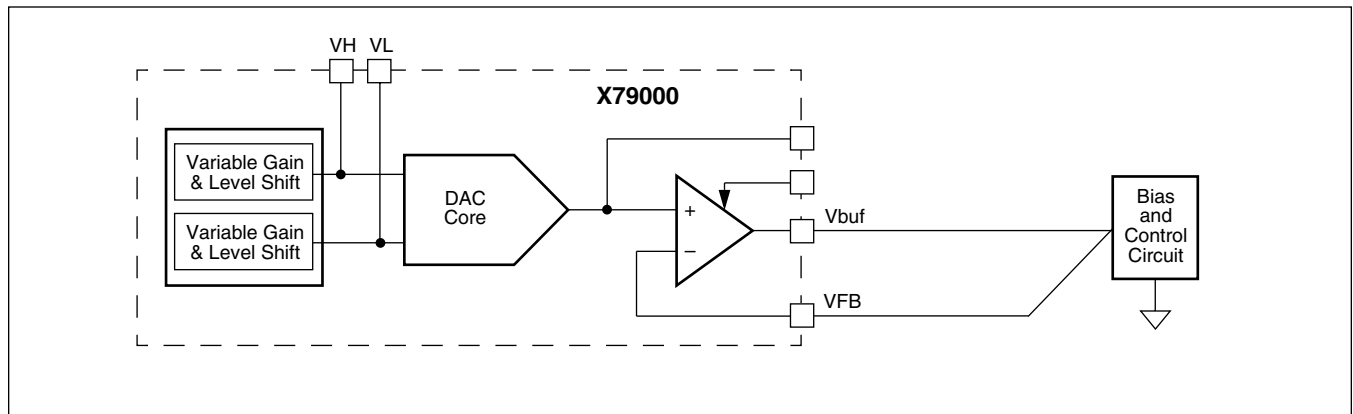 VH VL
X79000
Variable Gain
& Level Shift
Variable Gain
& Level Shift
DAC
Core
+
−
Vbuf
VFB
Bias
and
Control
Circuit